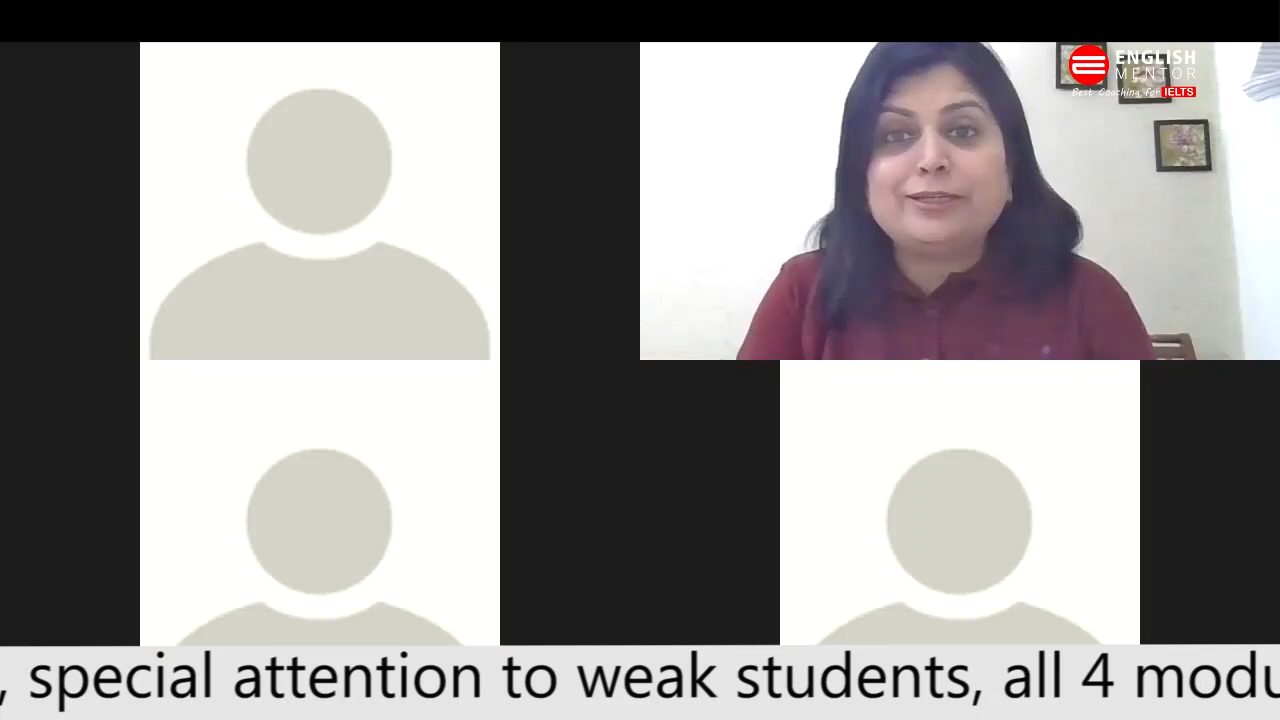 ENGLISH
MENTOR
Best Coaching for IELTS
, special attention to weak students, all 4 modu